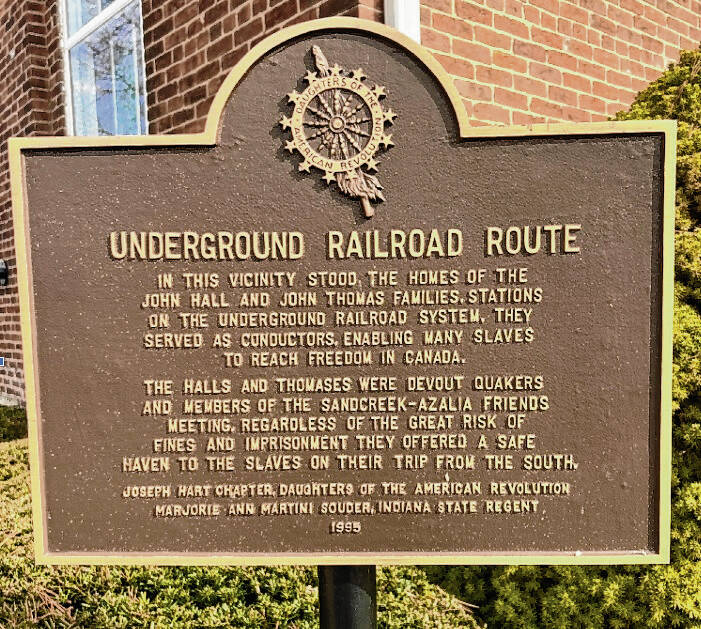 DAUGHTERS OF THE
AMERICAN REVOLUTION
UNDERGROUND RAILROAD ROUTE
IN THIS VICINITY STOOD, THE HOMES OF THE
JOHN HALL AND JOHN THOMAS FAMILIES, STATIONS
ON THE UNDERGROUND RAILROAD SYSTEM. THEY
SERVED AS CONDUCTORS, ENABLING MANY SLAVES
TO REACH FREEDOM IN CANADA.
THE HALLS AND THOMASES WERE DEVOUT QUAKERS
AND MEMBERS OF THE SANDCREEK-AZALIA FRIENDS
MEETING. REGARDLESS OF THE GREAT RISK OF
FINES AND IMPRISONMENT THEY OFFERED A SAFE
HAVEN TO THE SLAVES ON THEIR TRIP FROM THE SOUTH.
JOSEPH HART CHAPTER, DAUGHTERS OF THE AMERICAN REVOLUTION
MARJORIE ANN MARTINI SOUDER, INDIANA STATE REGENT
1995